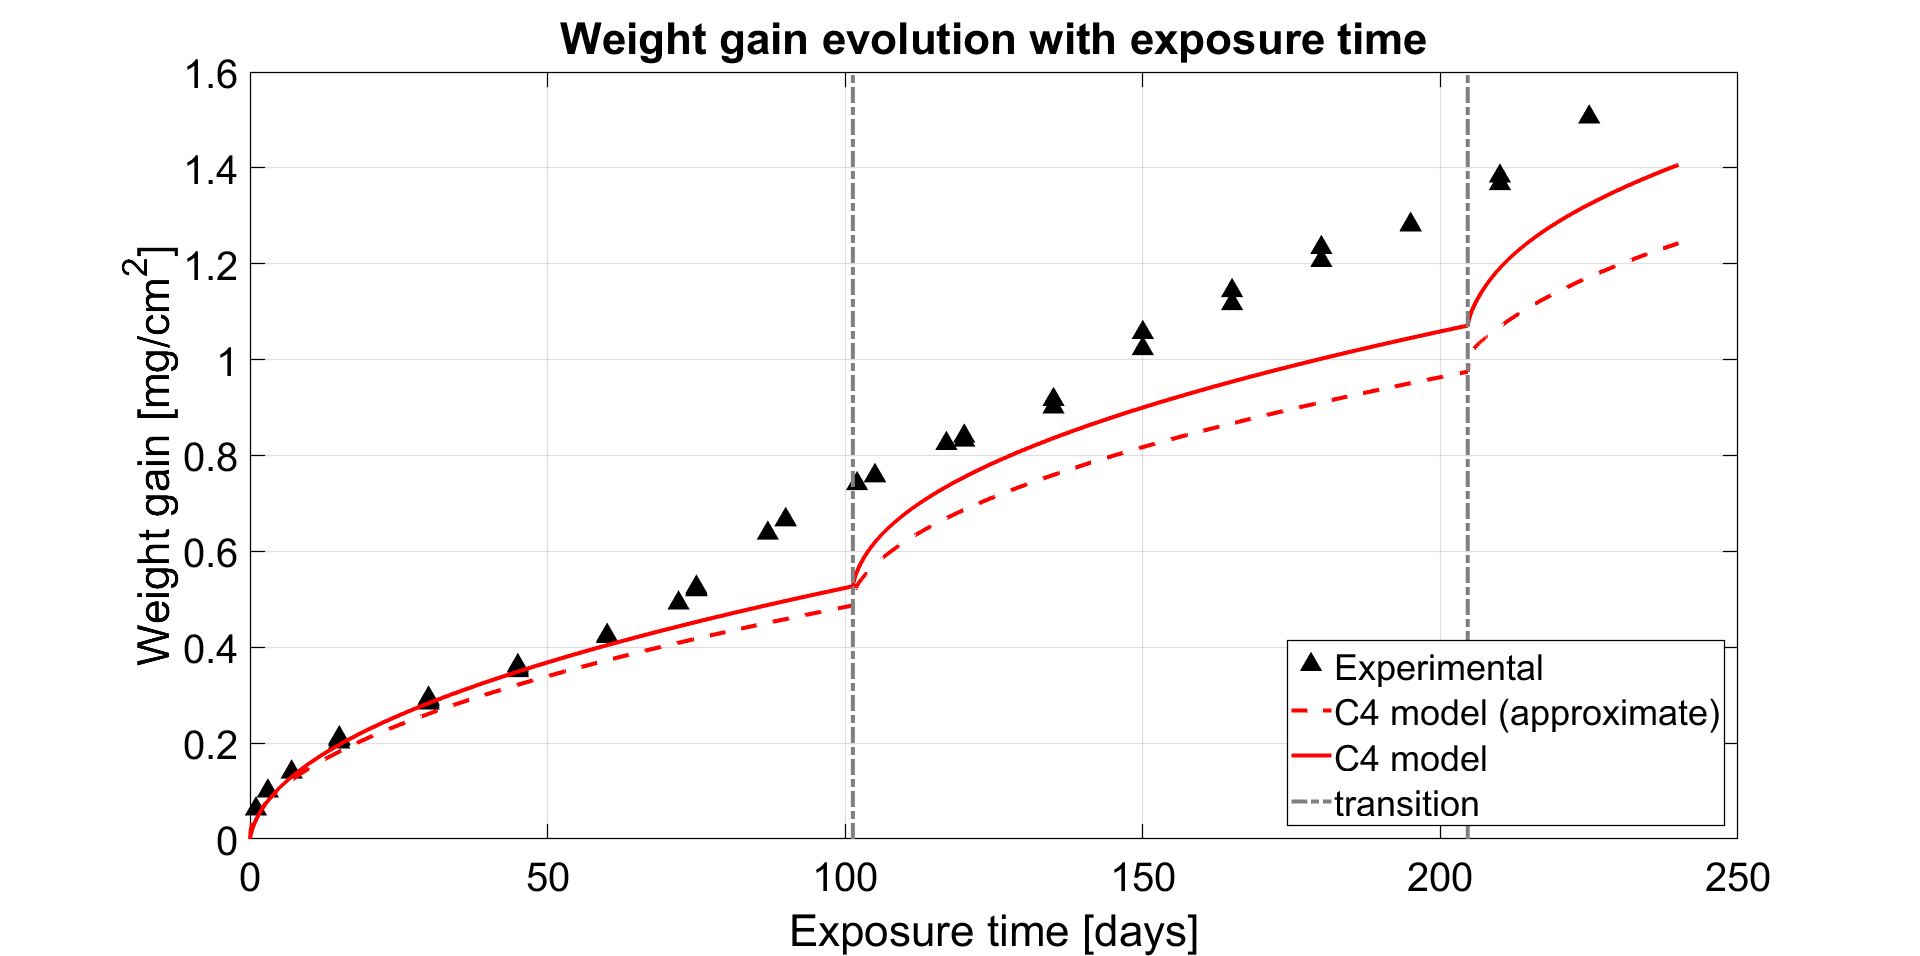 Weight gain evolution with exposure time
1.6
1.4
1.2
1
0.8
0.6
0.4
0.2
0
Weight gain [mg/cm²]
0 50 100 150 200 250
Exposure time [days]
Experimental
C4 model (approximate)
C4 model
transition